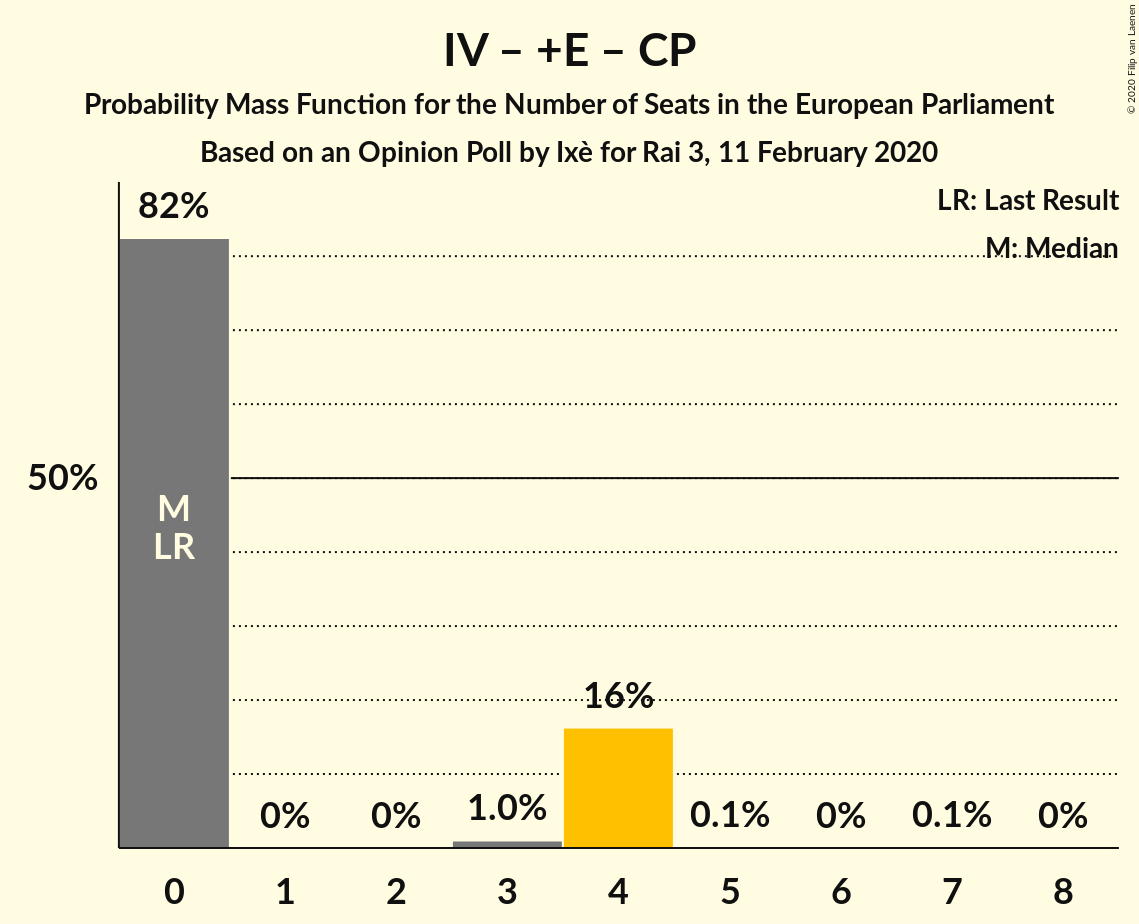 IV – +E – CP
Probability Mass Function for the Number of Seats in the European Parliament
Based on an Opinion Poll by Ixè for Rai 3, 11 February 2020
© 2020 Filip van Laenen
LR: Last Result
M: Median
82%
50%
M
LR
0%
0%
1.0%
16%
0.1%
0%
0.1%
0%
0 1 2 3 4 5 6 7 8